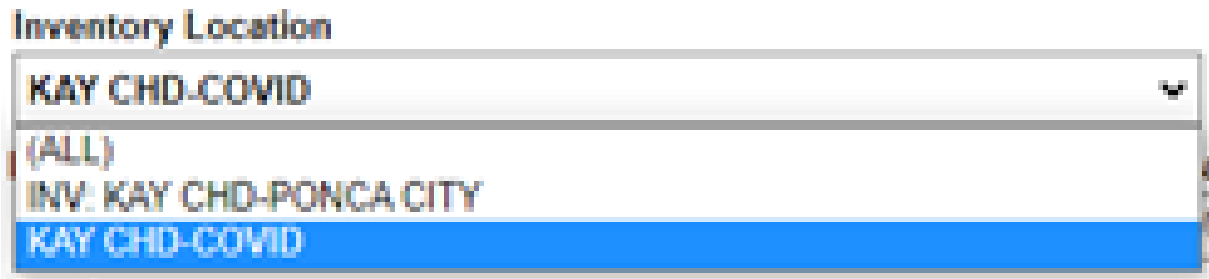 Inventory Location
KAY CHD-COVID
(ALL)
INV: KAY CHD-PONCA CITY
KAY CHD-COVID